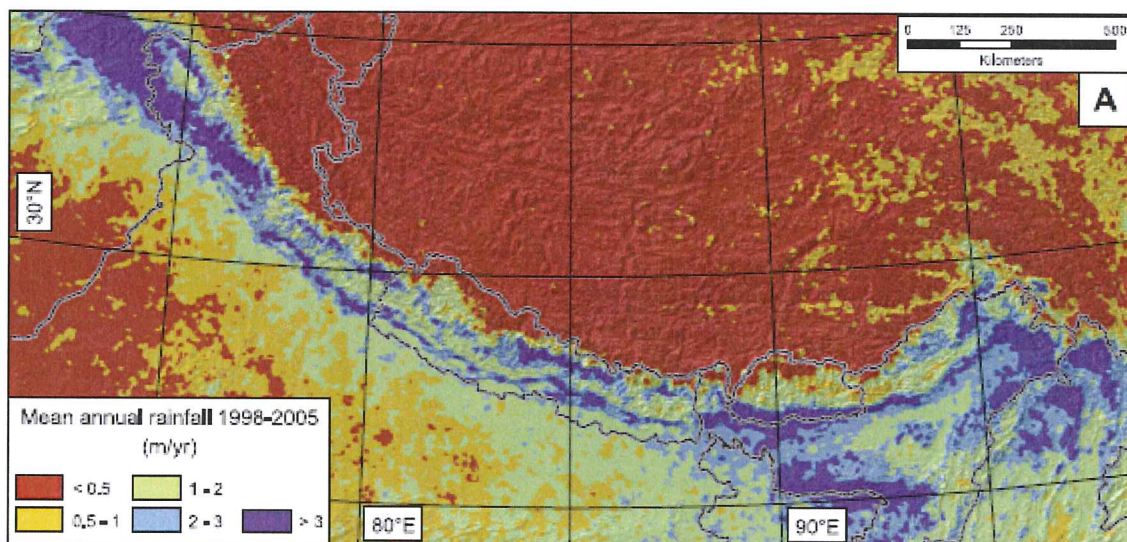 0 125 250 500
Kilometers
A
30°N
Mean annual rainfall 1998-2005
(m/yr)
< 0.5
1 - 2
0.5 - 1
2 - 3
> 3
80°E
90°E